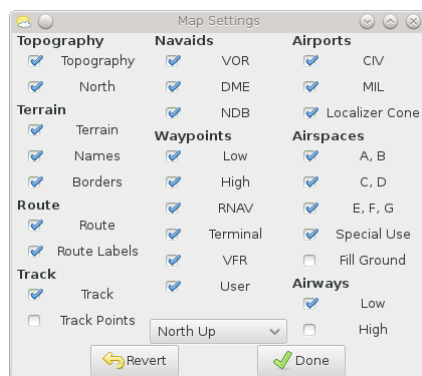 Map Settings
Topography
Topography
North
Terrain
Terrain
Names
Borders
Route
Route
Route Labels
Track
Track
Track Points
Navaids
VOR
DME
NDB
Waypoints
Low
High
RNAV
Terminal
VFR
User
North Up
Airports
CIV
MIL
Localizer Cone
Airspaces
A, B
C, D
E, F, G
Special Use
Fill Ground
Airways
Low
High
Revert
Done